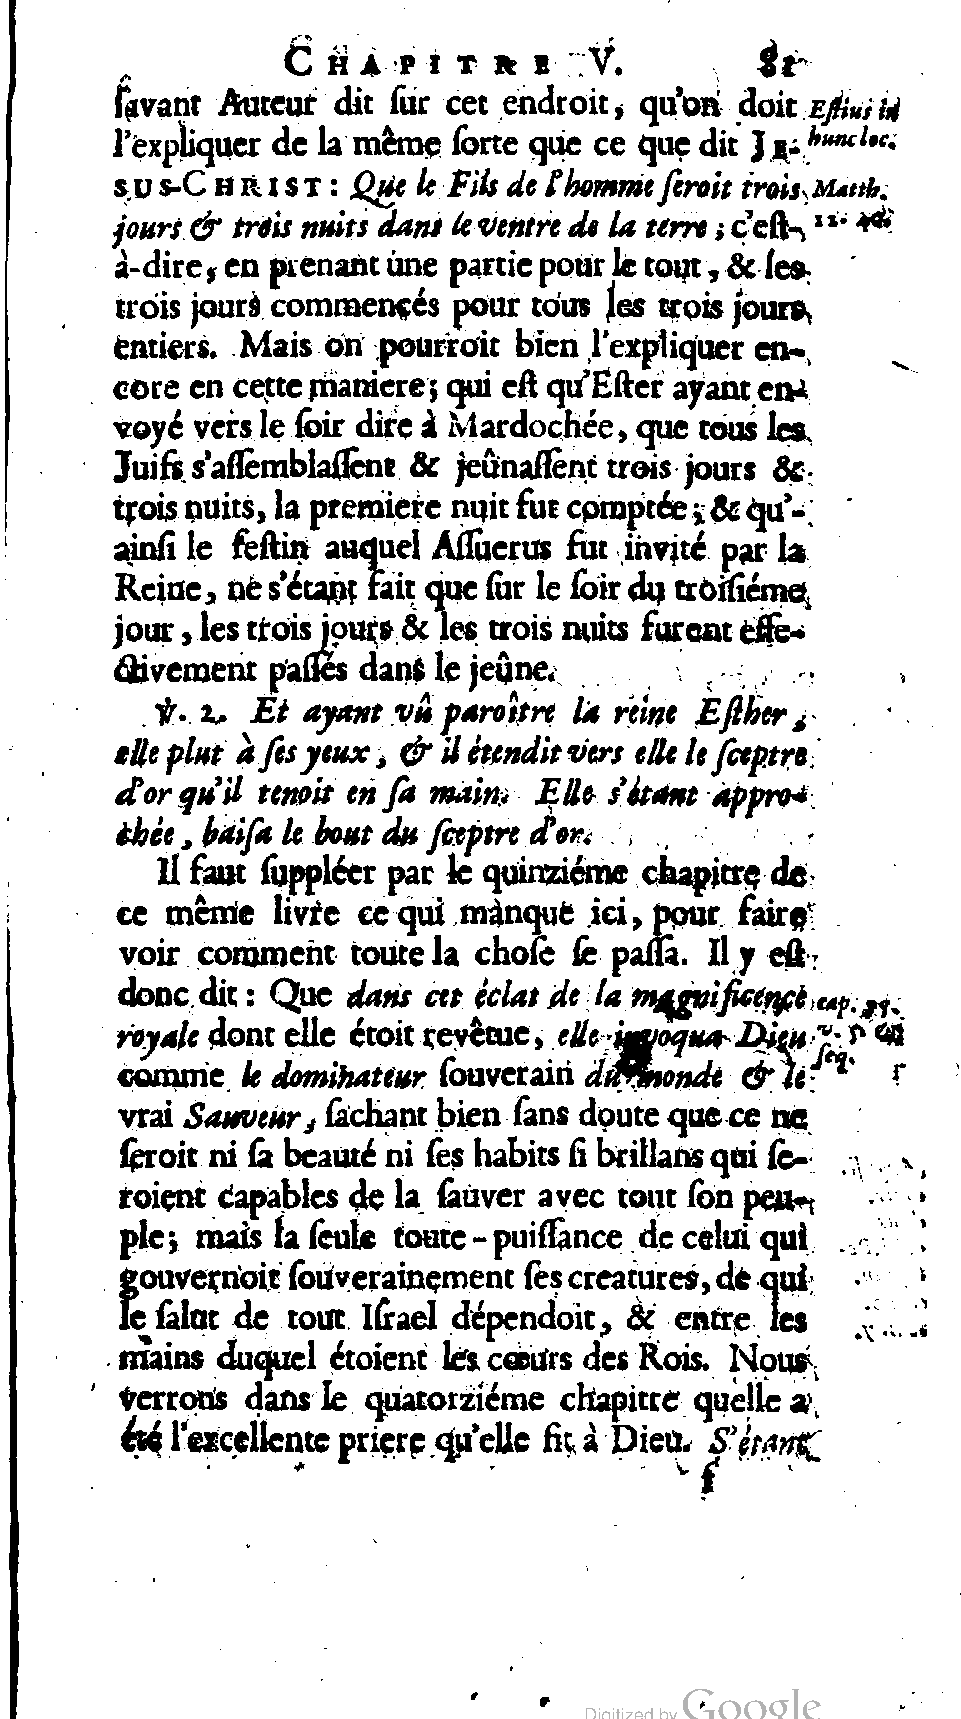 CHAPITRE V. 81
ſavant Auteur dit ſur cet endroit, qu'on doit Eſtius in
l'expliquer de la même ſorte que ce que dit JE- hunc loc.
SUS-CHRIST: Que le Fils de l'homme ſeroit trois Matth.
jours & trois nuits dans le ventre de la terre; c'eſt- 12. 40.
à-dire, en prenant une partie pour le tout, & les
trois jours commencés pour tous les trois jours
entiers. Mais on pourroit bien l'expliquer en-
core en cette maniere; qui eſt qu'Eſter ayant en-
voyé vers le ſoir dire à Mardochée, que tous les
Juifs s'aſſemblaſſent & jeûnaſſent trois jours &
trois nuits, la premiere nuit fut comptée; & qu'-
ainſi le feſtin auquel Aſſuerus fut invité par la
Reine, ne s'étant fait que ſur le ſoir du troiſiéme
jour, les trois jours & les trois nuits furent effe-
ctivement paſſés dans le jeûne.
℣. 2. Et ayant vû paroître la reine Eſther,
elle plut à ſes yeux, & il étendit vers elle le ſceptre
d'or qu'il tenoit en ſa main. Elle s'étant appro-
chée, baiſa le bout du ſceptre d'or.
Il faut ſuppléer par le quinziéme chapitre de
ce même livre ce qui manque ici, pour faire
voir comment toute la choſe ſe paſſa. Il y eſt
donc dit: Que dans cet éclat de la magnificence cap.
royale dont elle étoit revêtue, elle invoqua Dieu v. 5
comme le dominateur ſouverain du monde & le ſeq.
vrai Sauveur, ſachant bien ſans doute que ce ne
ſeroit ni ſa beauté ni ſes habits ſi brillans qui ſe-
roient capables de la ſauver avec tout ſon peu-
ple; mais la ſeule toute-puiſſance de celui qui
gouvernoit ſouverainement ſes creatures, de qui
le ſalut de tout Iſrael dépendoit, & entre les
mains duquel étoient les cœurs des Rois. Nous
verrons dans le quatorziéme chapitre quelle a
été l'excellente priere qu'elle fit à Dieu. S'étant
f
Digitized by Google